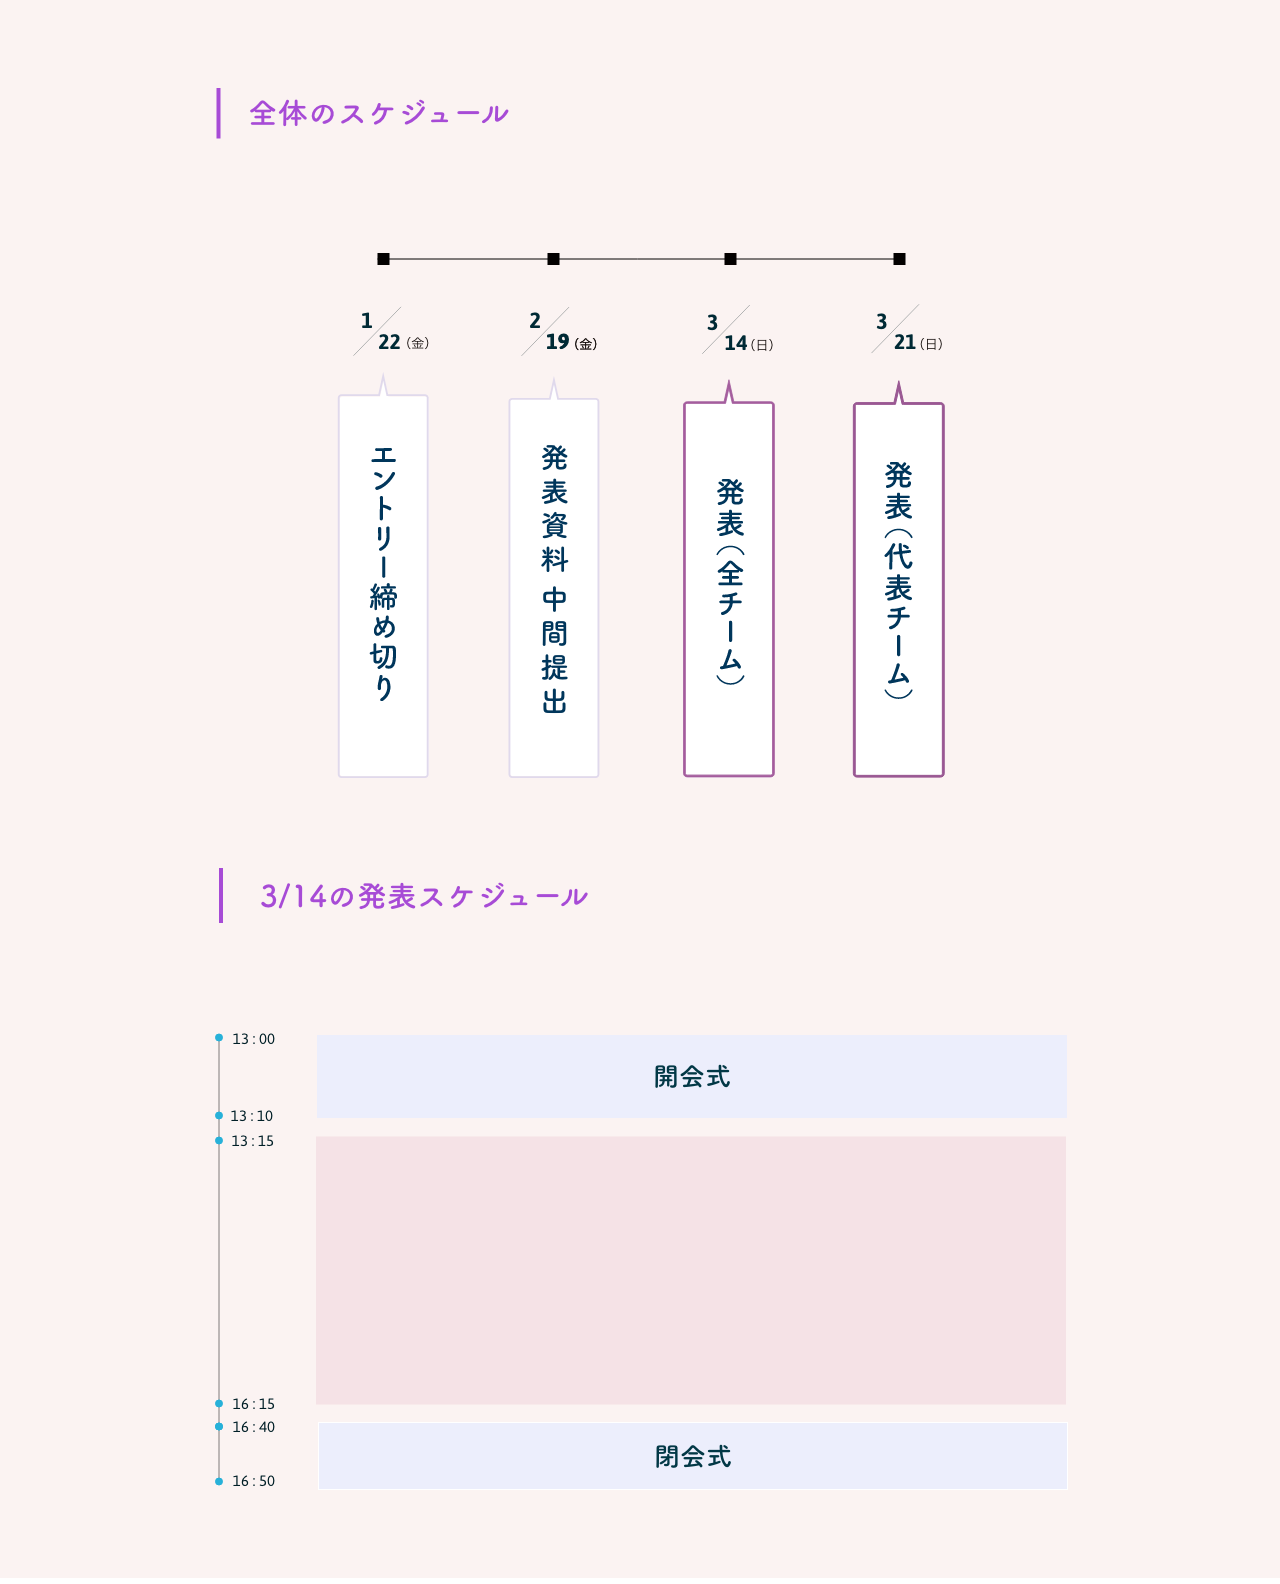 全体のスケジュール
1/22（金）
2/19（金）
3/14（日）
3/21（日）
エントリー締め切り
発表資料 中間提出
発表（全チーム）
発表（代表チーム）
3/14の発表スケジュール
13:00
開会式
13:10
13:15
16:15
16:40
閉会式
16:50